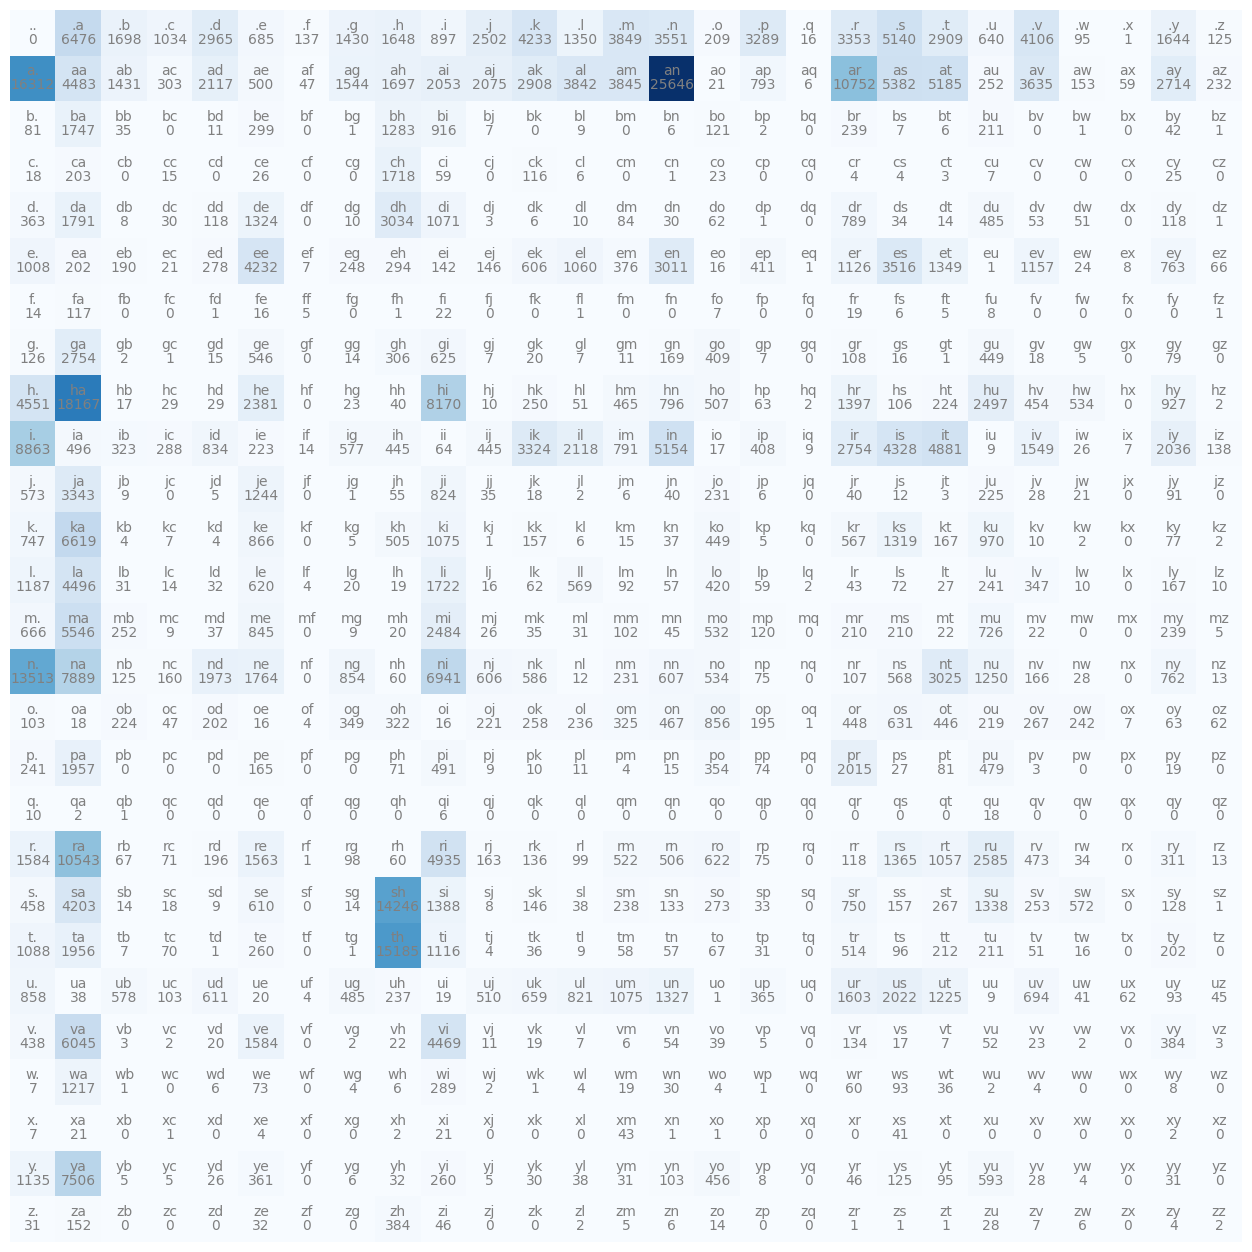 .. .a .b .c .d .e .f .g .h .i .j .k .l .m .n .o .p .q .r .s .t .u .v .w .x .y .z
0 6476 1698 1034 2965 685 137 1430 1648 897 2502 4233 1350 3849 3551 209 3289 16 3353 5140 2909 640 4106 95 1 1644 125
a. aa ab ac ad ae af ag ah ai aj ak al am an ao ap aq ar as at au av aw ax ay az
4483 1431 303 2117 500 47 1544 1697 2053 2075 2908 3842 3845 25646 21 793 6 10752 5382 5185 252 3635 153 59 2714 232
b. ba bb bc bd be bf bg bh bi bj bk bl bm bn bo bp bq br bs bt bu bv bw bx by bz
81 1747 35 0 11 299 0 1 1283 916 7 0 9 0 6 121 2 0 239 7 6 211 0 1 0 42 1
c. ca cb cc cd ce cf cg ch ci cj ck cl cm cn co cp cq cr cs ct cu cv cw cx cy cz
18 203 0 15 0 26 0 0 1718 59 0 116 6 0 1 23 0 0 4 4 3 7 0 0 0 25 0
d. da db dc dd de df dg dh di dj dk dl dm dn do dp dq dr ds dt du dv dw dx dy dz
363 1791 8 30 118 1324 0 10 3034 1071 3 6 10 84 30 62 1 0 789 34 14 485 53 51 0 118 1
e. ea eb ec ed ee ef eg eh ei ej ek el em en eo ep eq er es et eu ev ew ex ey ez
1008 202 190 21 278 4232 7 248 294 142 146 606 1060 376 3011 16 411 1 1126 3516 1349 1 1157 24 8 763 66
f. fa fb fc fd fe ff fg fh fi fj fk fl fm fn fo fp fq fr fs ft fu fv fw fx fy fz
14 117 0 0 1 16 5 0 1 22 0 0 1 0 0 7 0 0 19 6 5 8 0 0 0 0 1
g. ga gb gc gd ge gf gg gh gi gj gk gl gm gn go gp gq gr gs gt gu gv gw gx gy gz
126 2754 2 1 15 546 0 14 306 625 7 20 7 11 169 409 7 0 108 16 1 449 18 5 0 79 0
h. ha hb hc hd he hf hg hh hi hj hk hl hm hn ho hp hq hr hs ht hu hv hw hx hy hz
4551 18167 17 29 29 2381 0 23 40 8170 10 250 51 465 796 507 63 2 1397 106 224 2497 454 534 0 927 2
i. ia ib ic id ie if ig ih ii ij ik il im in io ip iq ir is it iu iv iw ix iy iz
8863 496 323 288 834 223 14 577 445 64 445 3324 2118 791 5154 17 408 9 2754 4328 4881 9 1549 26 7 2036 138
j. ja jb jc jd je jf jg jh ji jj jk jl jm jn jo jp jq jr js jt ju jv jw jx jy jz
573 3343 9 0 5 1244 0 1 55 824 35 18 2 6 40 231 6 0 40 12 3 225 28 21 0 91 0
k. ka kb kc kd ke kf kg kh ki kj kk kl km kn ko kp kq kr ks kt ku kv kw kx ky kz
747 6619 4 7 4 866 0 5 505 1075 1 157 6 15 37 449 5 0 567 1319 167 970 10 2 0 77 2
l. la lb lc ld le lf lg lh li lj lk ll lm ln lo lp lq lr ls lt lu lv lw lx ly lz
1187 4496 31 14 32 620 4 20 19 1722 16 62 569 92 57 420 59 2 43 72 27 241 347 10 0 167 10
m. ma mb mc md me mf mg mh mi mj mk ml mm mn mo mp mq mr ms mt mu mv mw mx my mz
666 5546 252 9 37 845 0 9 20 2484 26 35 31 102 45 532 120 0 210 210 22 726 22 0 0 239 5
n. na nb nc nd ne nf ng nh ni nj nk nl nm nn no np nq nr ns nt nu nv nw nx ny nz
13513 7889 125 160 1973 1764 0 854 60 6941 606 586 12 231 607 534 75 0 107 568 3025 1250 166 28 0 762 13
o. oa ob oc od oe of og oh oi oj ok ol om on oo op oq or os ot ou ov ow ox oy oz
103 18 224 47 202 16 4 349 322 16 221 258 236 325 467 856 195 1 448 631 446 219 267 242 7 63 62
p. pa pb pc pd pe pf pg ph pi pj pk pl pm pn po pp pq pr ps pt pu pv pw px py pz
241 1957 0 0 0 165 0 0 71 491 9 10 11 4 15 354 74 0 2015 27 81 479 3 0 0 19 0
q. qa qb qc qd qe qf qg qh qi qj qk ql qm qn qo qp qq qr qs qt qu qv qw qx qy qz
10 2 1 0 0 0 0 0 0 6 0 0 0 0 0 0 0 0 0 0 0 18 0 0 0 0 0
r. ra rb rc rd re rf rg rh ri rj rk rl rm rn ro rp rq rr rs rt ru rv rw rx ry rz
1584 10543 67 71 196 1563 1 98 60 4935 163 136 99 522 506 622 75 0 118 1365 1057 2585 473 34 0 311 13
s. sa sb sc sd se sf sg sh si sj sk sl sm sn so sp sq sr ss st su sv sw sx sy sz
458 4203 14 18 9 610 0 14 14246 1388 8 146 38 238 133 273 33 0 750 157 267 1338 253 572 0 128 1
t. ta tb tc td te tf tg th ti tj tk tl tm tn to tp tq tr ts tt tu tv tw tx ty tz
1088 1956 7 70 1 260 0 1 15185 1116 4 36 9 58 57 67 31 0 514 96 212 211 51 16 0 202 0
u. ua ub uc ud ue uf ug uh ui uj uk ul um un uo up uq ur us ut uu uv uw ux uy uz
858 38 578 103 611 20 4 485 237 19 510 659 821 1075 1327 1 365 0 1603 2022 1225 9 694 41 62 93 45
v. va vb vc vd ve vf vg vh vi vj vk vl vm vn vo vp vq vr vs vt vu vv vw vx vy vz
438 6045 3 2 20 1584 0 2 22 4469 11 19 7 6 54 39 5 0 134 17 7 52 23 2 0 384 3
w. wa wb wc wd we wf wg wh wi wj wk wl wm wn wo wp wq wr ws wt wu wv ww wx wy wz
7 1217 1 0 6 73 0 4 6 289 2 1 4 19 30 4 1 0 60 93 36 2 4 0 0 8 0
x. xa xb xc xd xe xf xg xh xi xj xk xl xm xn xo xp xq xr xs xt xu xv xw xx xy xz
7 21 0 1 0 4 0 0 2 21 0 0 0 43 1 1 0 0 0 41 0 0 0 0 0 2 0
y. ya yb yc yd ye yf yg yh yi yj yk yl ym yn yo yp yq yr ys yt yu yv yw yx yy yz
1135 7506 5 5 26 361 0 6 32 260 5 30 38 31 103 456 8 0 46 125 95 593 28 4 0 31 0
z. za zb zc zd ze zf zg zh zi zj zk zl zm zn zo zp zq zr zs zt zu zv zw zx zy zz
31 152 0 0 0 32 0 0 384 46 0 0 2 5 6 14 0 0 1 1 1 28 7 6 0 4 2